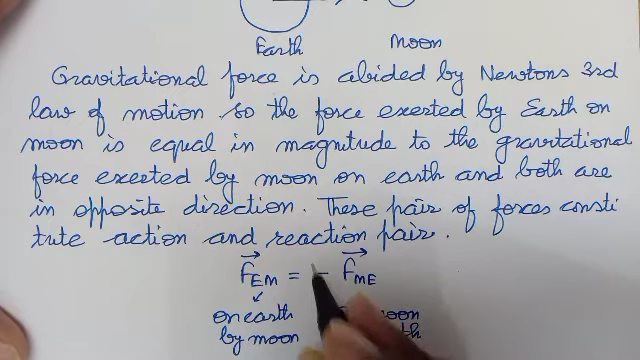 Earth Moon
Gravitational force is abided by Newtons 3rd
law of motion. so the force exerted by Earth on
moon is equal in magnitude to the gravitational
force exerted by moon on earth and both are
in opposite direction. These pair of forces consti
tute action and reaction pair.
F⃗EM = - F⃗ME
on earth moon
by moon